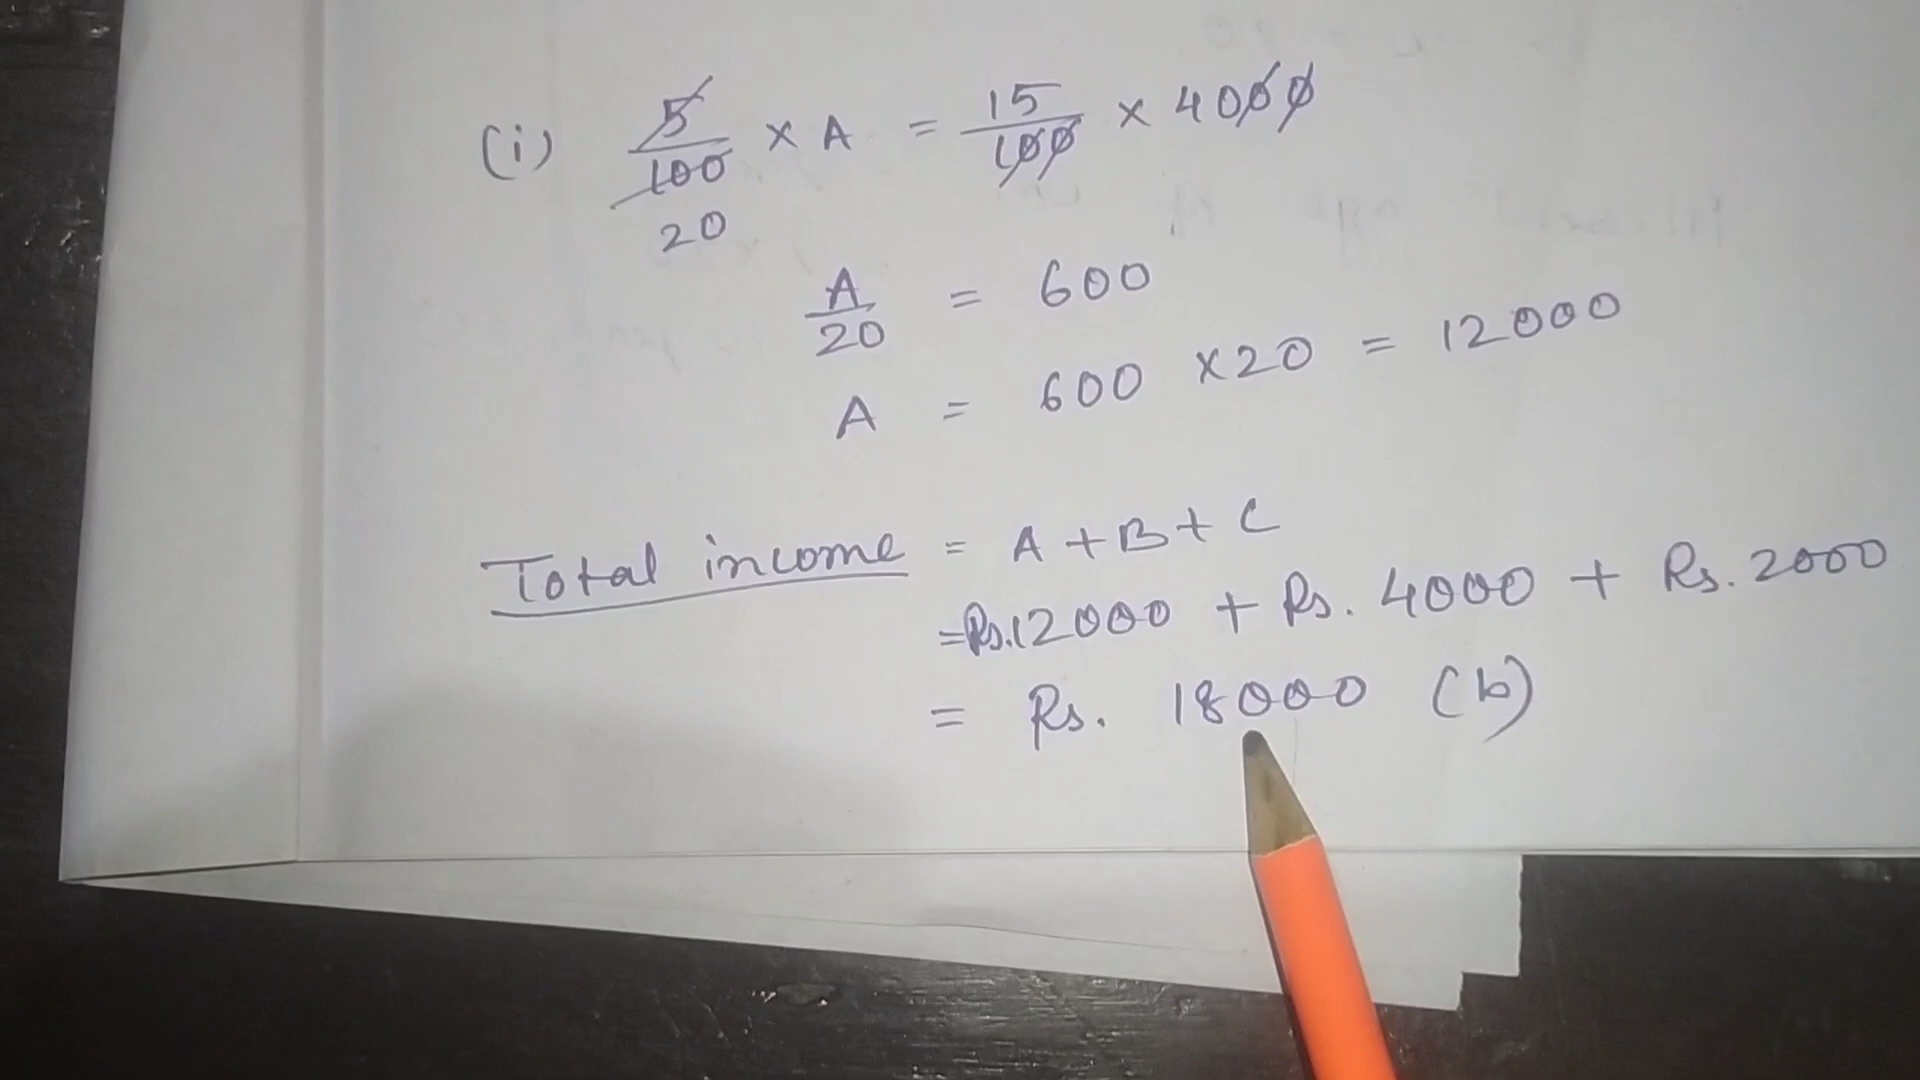 (i) 5/100 × A = 15/100 × 4000
20
A/20 = 600
A = 600 × 20 = 12000
Total income = A + B + C
= Rs. 12000 + Rs. 4000 + Rs. 2000
= Rs. 18000 (b)